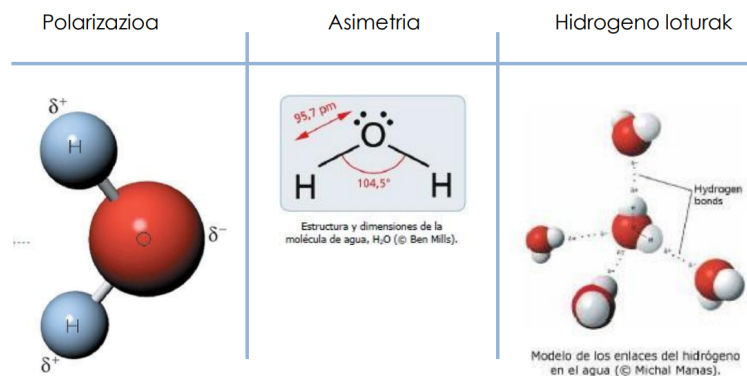 Polarizazioa
Asimetria
Hidrogeno loturak
δ+
H
O
δ−
H
δ+
95,7 pm
O
H
H
104,5°
Estructura y dimensiones de la
molécula de agua, H₂O (© Ben Mills).
Hydrogen
bonds
Modelo de los enlaces del hidrógeno
en el agua (© Michal Manas).